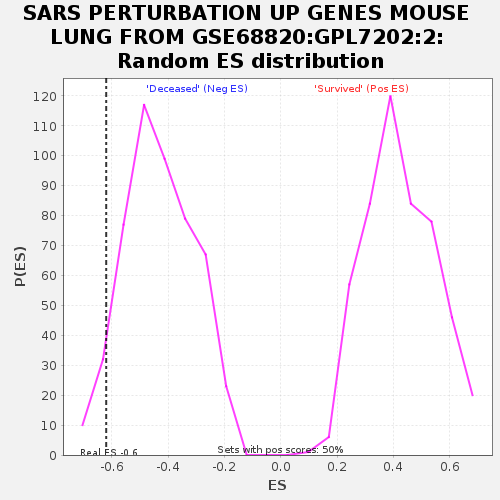 SARS PERTURBATION UP GENES MOUSE
LUNG FROM GSE68820:GPL7202:2:
Random ES distribution
'Deceased' (Neg ES) 'Survived' (Pos ES)
120
110
100
90
80
70
60
50
40
30
20
10
0
P(ES)
Real ES -0.6
Sets with pos scores: 50%
-0.6 -0.4 -0.2 0.0 0.2 0.4 0.6
ES